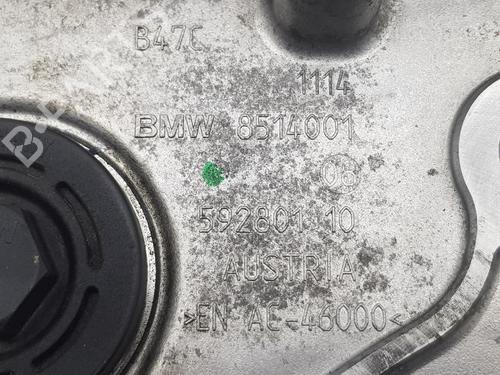 B47C
1114
BMW 8514001
08
592801 10
AUSTRIA
>EN AC-46000<